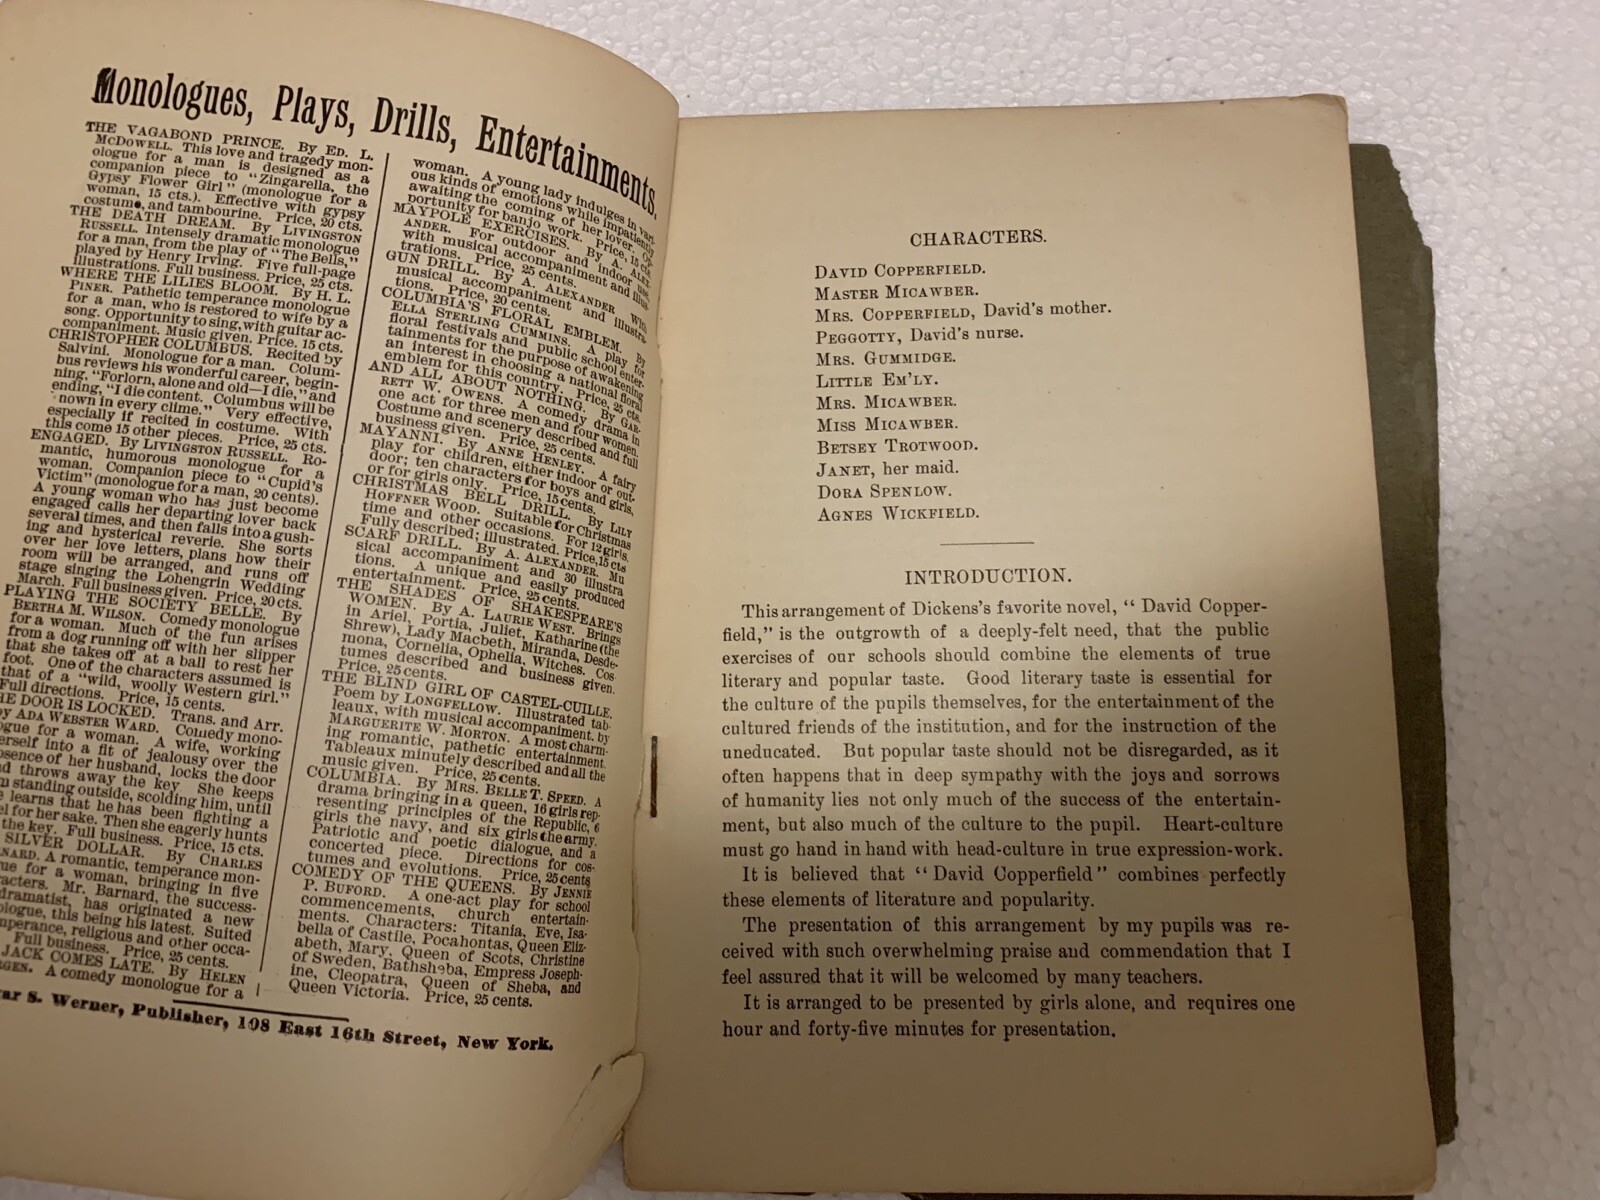 Monologues, Plays, Drills, Entertainments.
THE VAGABOND PRINCE. By ED. L.
McDOWELL. This love and tragedy mon-
ologue for a man is designed as a
companion piece to "Zingarella, the
Gypsy Flower Girl" (monologue for a
woman, 15 cts.). Effective with gypsy
costume, and tambourine. Price, 20 cts.
THE DEATH DREAM. By LIVINGSTON
RUSSELL. Intensely dramatic monologue
for a man, from the play of "The Bells,"
played by Henry Irving. Five full-page
illustrations. Full business. Price, 25 cts.
WHERE THE LILIES BLOOM. By H. L.
PINER. Pathetic temperance monologue
for a man, who is restored to wife by a
song. Opportunity to sing, with guitar ac-
companiment. Music given. Price. 15 cts.
CHRISTOPHER COLUMBUS. Recited by
Salvini. Monologue for a man. Colum-
bus reviews his wonderful career, begin-
ning, "Forlorn, alone and old—I die," and
ending, "I die content. Columbus will be
nown in every clime." Very effective,
especially if recited in costume. With
this come 15 other pieces. Price, 25 cts.
ENGAGED. By LIVINGSTON RUSSELL. Ro-
mantic, humorous monologue for a
woman. Companion piece to "Cupid's
Victim" (monologue for a man, 20 cents).
A young woman who has just become
engaged calls her departing lover back
several times, and then falls into a gush-
ing and hysterical reverie. She sorts
over her love letters, plans how their
room will be arranged, and runs off
stage singing the Lohengrin Wedding
March. Full business given. Price, 20 cts.
PLAYING THE SOCIETY BELLE. By
BERTHA M. WILSON. Comedy monologue
for a woman. Much of the fun arises
from a dog running off with her slipper
that she takes off at a ball to rest her
foot. One of the characters assumed is
that of a "wild, woolly Western girl."
Full directions. Price, 15 cents.
HE DOOR IS LOCKED. Trans. and Arr.
by ADA WEBSTER WARD. Comedy mono-
ogue for a woman. A wife, working
erself into a fit of jealousy over the
sence of her husband, locks the door
d throws away the key She keeps
m standing outside, scolding him, until
e learns that he has been fighting a
el for her sake. Then she eagerly hunts
the key. Full business. Price, 15 cts.
SILVER DOLLAR. By CHARLES
NARD. A romantic, temperance mon-
ue for a woman, bringing in five
acters. Mr. Barnard, the success-
dramatist, has originated a new
ologue, this being his latest. Suited
mperance, religious and other occa-
Full business. Price, 25 cents.
JACK COMES LATE. By HELEN
RGEN. A comedy monologue for a
woman. A young lady indulges in vari-
ous kinds of emotions while impatiently
awaiting the coming of her lover. Op-
portunity for banjo work. Price, 15 cts.
MAYPOLE EXERCISES. By A. ALEX-
ANDER. For outdoor and indoor use,
with musical accompaniment and illus-
trations. Price, 25 cents.
GUN DRILL. By A. ALEXANDER. With
musical accompaniment and illustra-
tions. Price, 20 cents.
COLUMBIA'S FLORAL EMBLEM. By
ELLA STERLING CUMMINS. A play for
floral festivals and public school enter-
tainments for the purpose of awakening
an interest in choosing a national floral
emblem for this country. Price, 25 cts.
AND ALL ABOUT NOTHING. By GAR-
RETT W. OWENS. A comedy drama in
one act for three men and four women.
Costume and scenery described and full
business given. Price, 25 cents.
MAYANNI. By ANNE HENLEY. A fairy
play for children, either indoor or out-
door; ten characters for boys and girls,
or for girls only. Price, 15 cents.
CHRISTMAS BELL DRILL. By LILY
HOFFNER WOOD. Suitable for Christmas
time and other occasions. For 12 girls.
Fully described; illustrated. Price, 15 cts
SCARF DRILL. By A. ALEXANDER. Mu
sical accompaniment and 30 illustra
tions. A unique and easily produced
entertainment. Price, 25 cents.
THE SHADES OF SHAKESPEARE'S
WOMEN. By A. LAURIE WEST. Brings
in Ariel, Portia, Juliet, Katharine (the
Shrew), Lady Macbeth, Miranda, Desde-
mona, Cornelia, Ophelia, Witches. Cos
tumes described and business given.
Price, 25 cents.
THE BLIND GIRL OF CASTEL-CUILLE.
Poem by LONGFELLOW. Illustrated tab-
leaux, with musical accompaniment, by
MARGUERITE W. MORTON. A most charm-
ing romantic, pathetic entertainment.
Tableaux minutely described and all the
music given. Price, 25 cents.
COLUMBIA. By MRS. BELLE T. SPEED. A
drama bringing in a queen, 16 girls rep-
resenting principles of the Republic, 6
girls the navy, and six girls the army.
Patriotic and poetic dialogue, and a
concerted piece. Directions for cos-
tumes and evolutions. Price, 25 cents
COMEDY OF THE QUEENS. By JENNIE
P. BUFORD. A one-act play for school
commencements, church entertain-
ments. Characters: Titania, Eve, Isa-
bella of Castile, Pocahontas, Queen Eliz-
abeth, Mary, Queen of Scots, Christine
of Sweden, Bathsheba, Empress Joseph-
ine, Cleopatra, Queen of Sheba, and
Queen Victoria. Price, 25 cents.
ar S. Werner, Publisher, 108 East 16th Street, New York.
CHARACTERS.
DAVID COPPERFIELD.
MASTER MICAWBER.
MRS. COPPERFIELD, David's mother.
PEGGOTTY, David's nurse.
MRS. GUMMIDGE.
LITTLE EM'LY.
MRS. MICAWBER.
MISS MICAWBER.
BETSEY TROTWOOD.
JANET, her maid.
DORA SPENLOW.
AGNES WICKFIELD.
INTRODUCTION.
This arrangement of Dickens's favorite novel, "David Copper-
field," is the outgrowth of a deeply-felt need, that the public
exercises of our schools should combine the elements of true
literary and popular taste. Good literary taste is essential for
the culture of the pupils themselves, for the entertainment of the
cultured friends of the institution, and for the instruction of the
uneducated. But popular taste should not be disregarded, as it
often happens that in deep sympathy with the joys and sorrows
of humanity lies not only much of the success of the entertain-
ment, but also much of the culture to the pupil. Heart-culture
must go hand in hand with head-culture in true expression-work.
It is believed that "David Copperfield" combines perfectly
these elements of literature and popularity.
The presentation of this arrangement by my pupils was re-
ceived with such overwhelming praise and commendation that I
feel assured that it will be welcomed by many teachers.
It is arranged to be presented by girls alone, and requires one
hour and forty-five minutes for presentation.